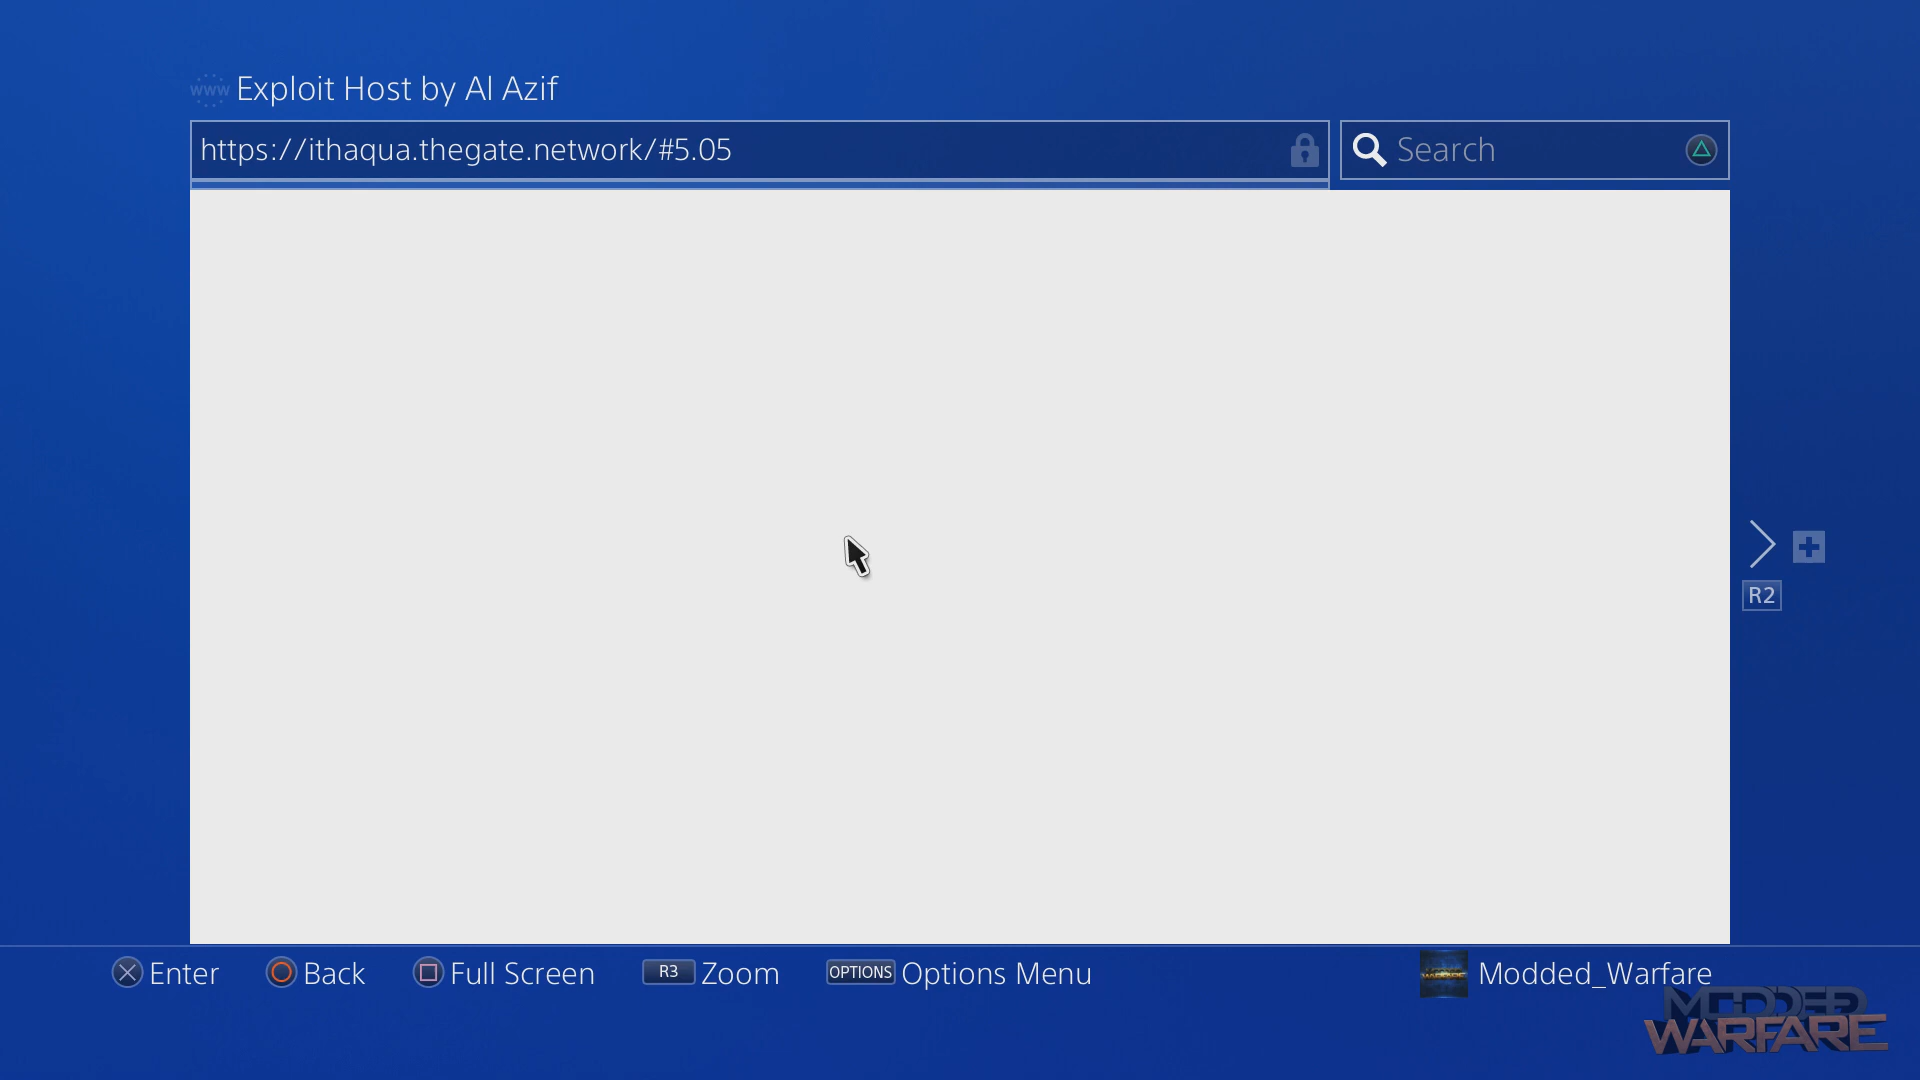 www Exploit Host by Al Azif
https://ithaqua.thegate.network/#5.05
Search
R2
Enter
Back
Full Screen
R3 Zoom
OPTIONS Options Menu
Modded_Warfare
MODDED
WARFARE